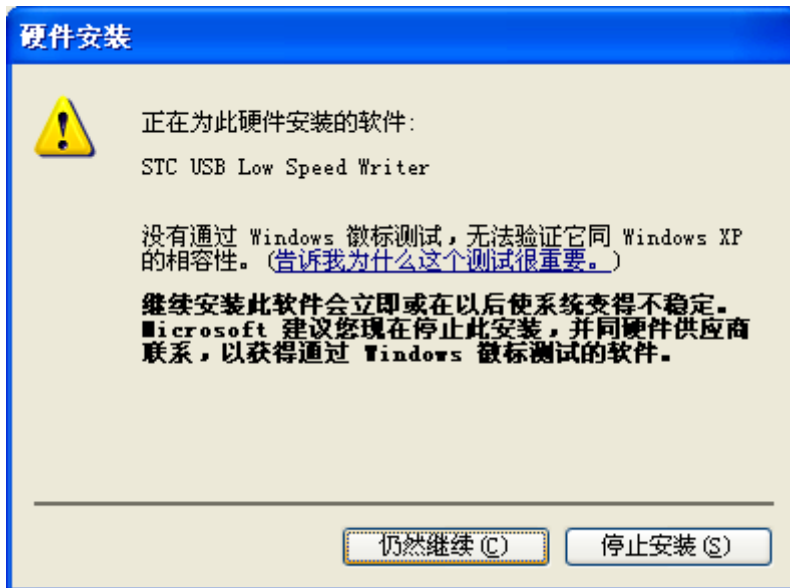 硬件安装
正在为此硬件安装的软件:
STC USB Low Speed Writer
没有通过 Windows 徽标测试，无法验证它同 Windows XP
的相容性。(告诉我为什么这个测试很重要。)
继续安装此软件会立即或在以后使系统变得不稳定。
Microsoft 建议您现在停止此安装，并同硬件供应商
联系，以获得通过 Windows 徽标测试的软件。
仍然继续(C)
停止安装(S)